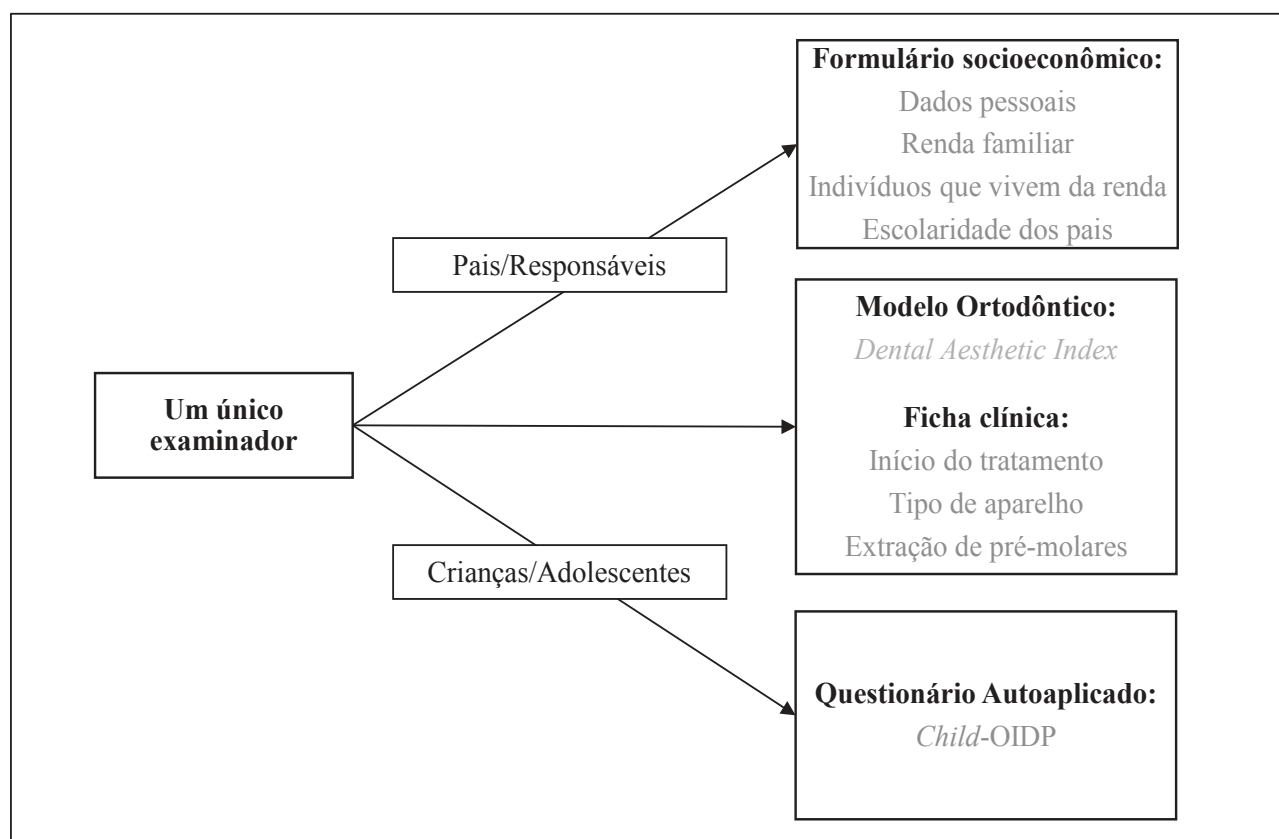 Formulário socioeconômico:
Dados pessoais
Renda familiar
Indivíduos que vivem da renda
Escolaridade dos pais
Pais/Responsáveis
Modelo Ortodôntico:
Dental Aesthetic Index
Ficha clínica:
Início do tratamento
Tipo de aparelho
Extração de pré-molares
Um único
examinador
Crianças/Adolescentes
Questionário Autoaplicado:
Child-OIDP